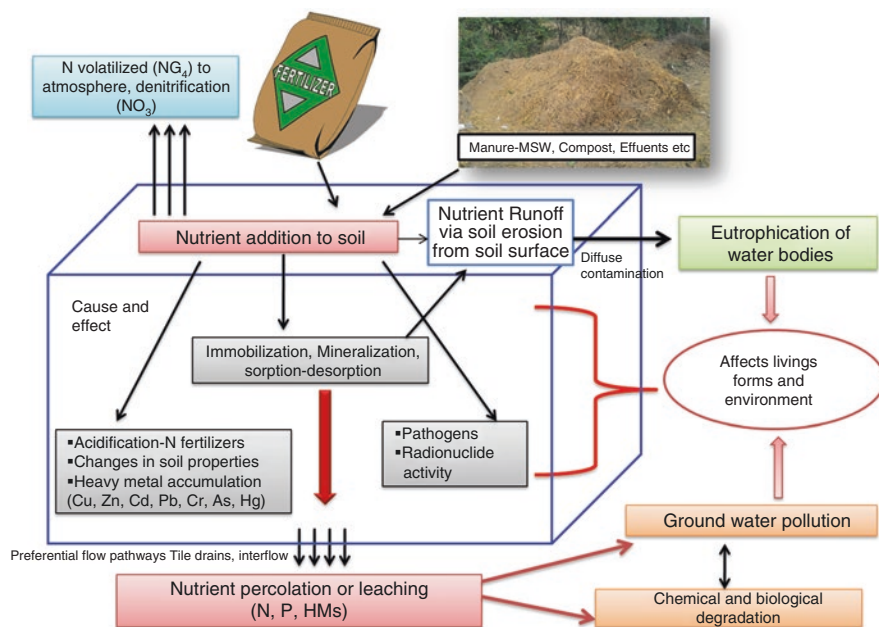 N volatilized (NG4) to
atmosphere, denitrification
(NO3)
FERTILIZER
Manure-MSW, Compost, Effuents etc
Nutrient addition to soil
Nutrient Runoff
via soil erosion
from soil surface
Diffuse
contamination
Eutrophication of
water bodies
Cause and
effect
Immobilization, Mineralization,
sorption-desorption
Affects livings
forms and
environment
▪Acidification-N fertilizers
▪Changes in soil properties
▪Heavy metal accumulation
(Cu, Zn, Cd, Pb, Cr, As, Hg)
▪Pathogens
▪Radionuclide
activity
Ground water pollution
Preferential flow pathways Tile drains, interflow
Nutrient percolation or leaching
(N, P, HMs)
Chemical and biological
degradation